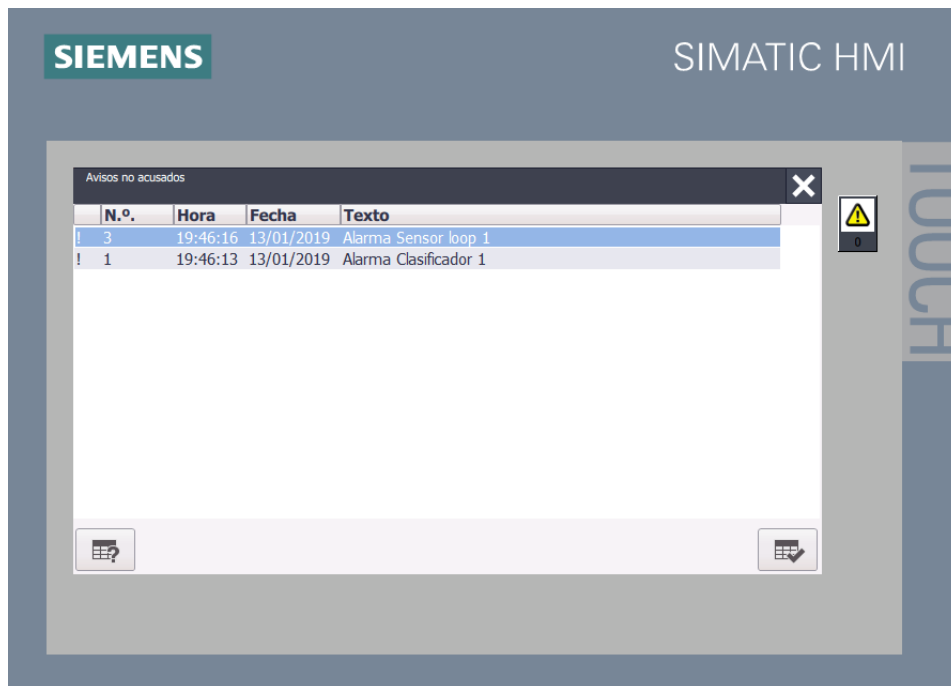 SIEMENS
SIMATIC HMI
TOUCH
Avisos no acusados
N.º. Hora Fecha Texto
! 3 19:46:16 13/01/2019 Alarma Sensor loop 1
! 1 19:46:13 13/01/2019 Alarma Clasificador 1
0
?